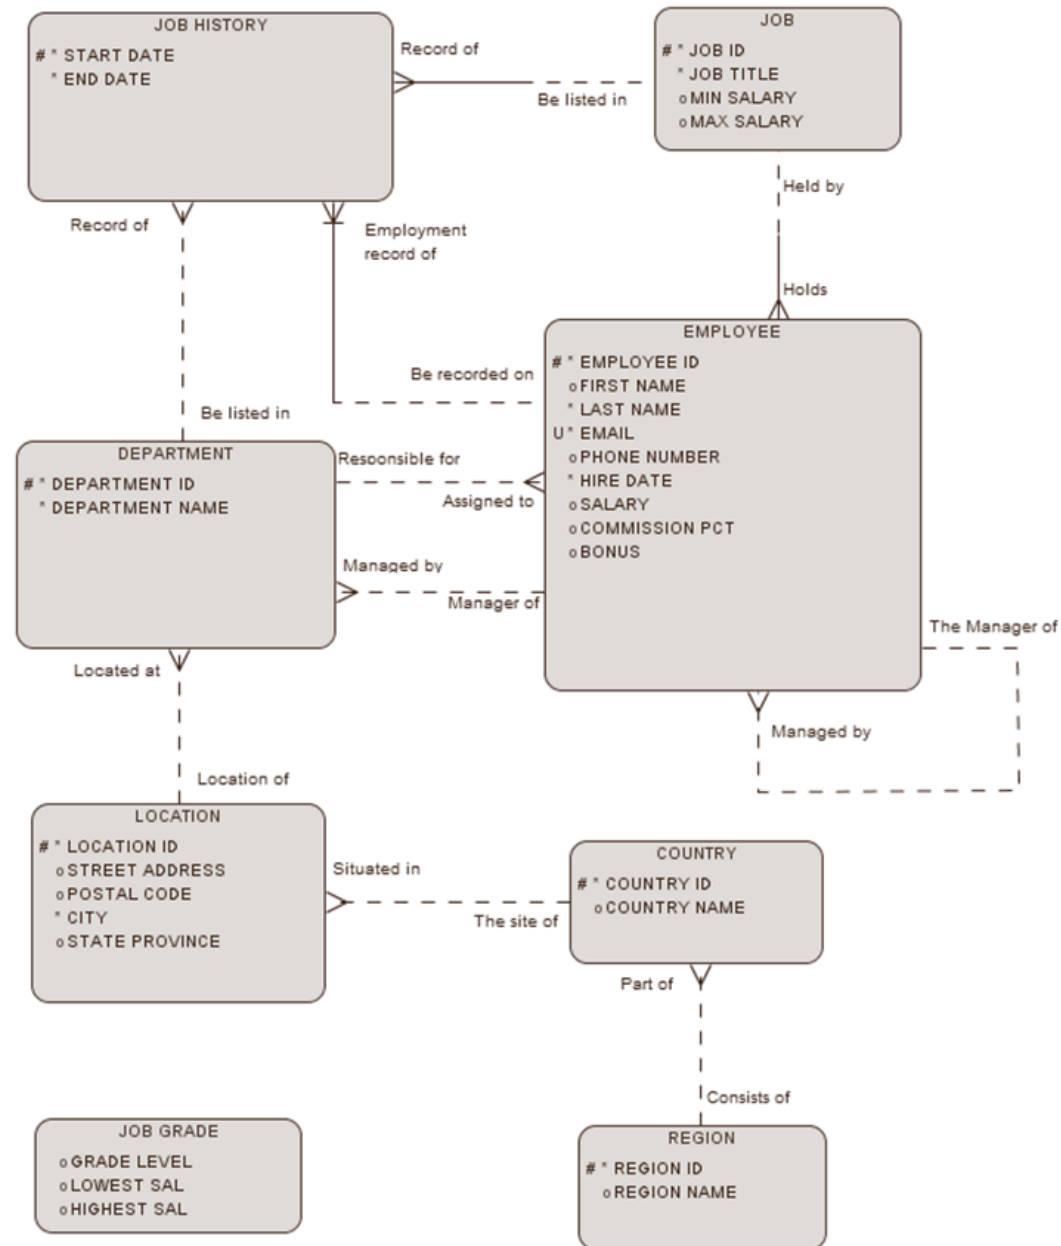 JOB HISTORY
# * START DATE
* END DATE
Record of
Be listed in
JOB
# * JOB ID
* JOB TITLE
o MIN SALARY
o MAX SALARY
Held by
Holds
Record of
Employment
record of
Be recorded on
Be listed in
EMPLOYEE
# * EMPLOYEE ID
o FIRST NAME
* LAST NAME
U * EMAIL
o PHONE NUMBER
* HIRE DATE
o SALARY
o COMMISSION PCT
o BONUS
DEPARTMENT
# * DEPARTMENT ID
* DEPARTMENT NAME
Resoonsible for
Assigned to
Managed by
Manager of
The Manager of
Managed by
Located at
Location of
LOCATION
# * LOCATION ID
o STREET ADDRESS
o POSTAL CODE
* CITY
o STATE PROVINCE
Situated in
The site of
COUNTRY
# * COUNTRY ID
o COUNTRY NAME
Part of
Consists of
JOB GRADE
o GRADE LEVEL
o LOWEST SAL
o HIGHEST SAL
REGION
# * REGION ID
o REGION NAME